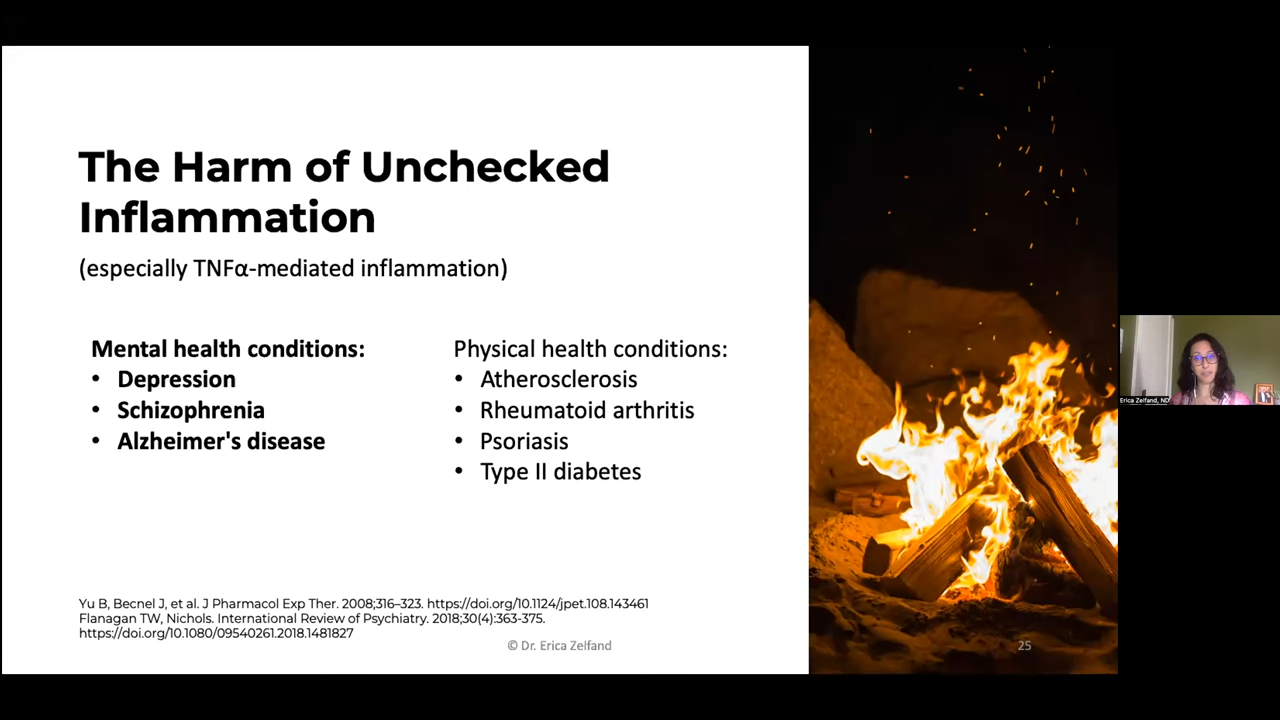 The Harm of Unchecked
Inflammation
(especially TNFα-mediated inflammation)
Mental health conditions:
• Depression
• Schizophrenia
• Alzheimer's disease
Physical health conditions:
• Atherosclerosis
• Rheumatoid arthritis
• Psoriasis
• Type II diabetes
Yu B, Becnel J, et al. J Pharmacol Exp Ther. 2008;316–323. https://doi.org/10.1124/jpet.108.143461
Flanagan TW, Nichols. International Review of Psychiatry. 2018;30(4):363-375.
https://doi.org/10.1080/09540261.2018.1481827
© Dr. Erica Zelfand
25
Erica Zelfand, ND